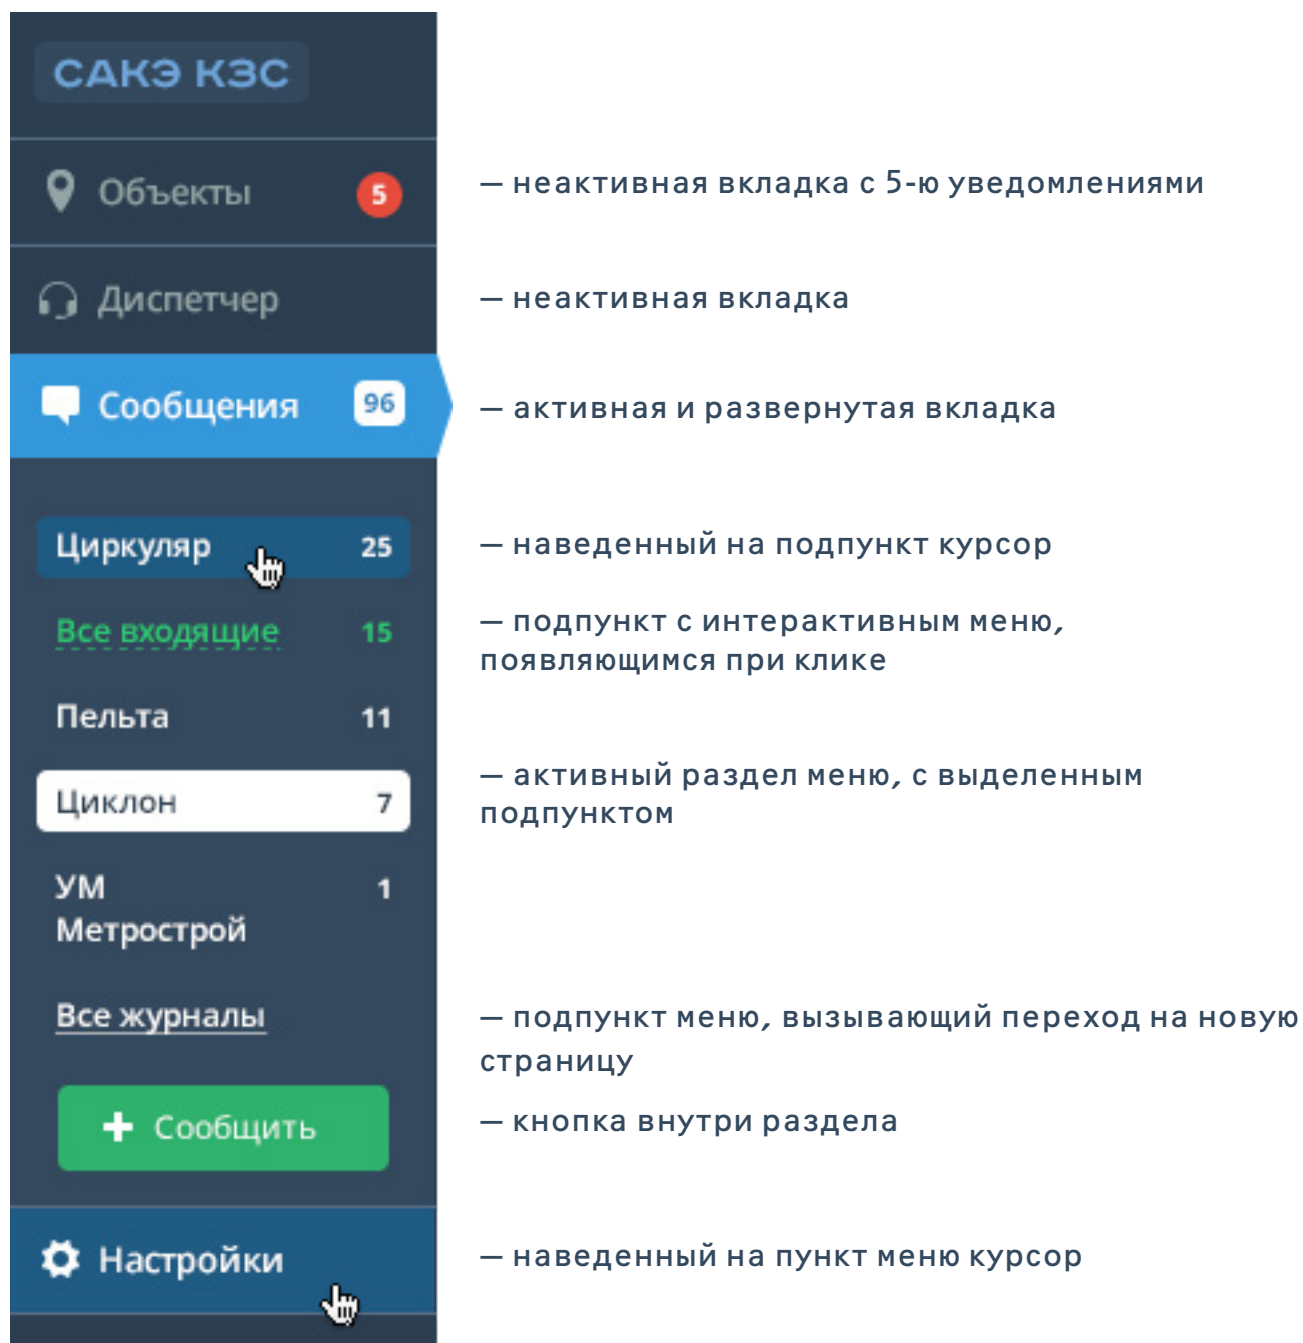 САКЭ КЗС
Объекты 5 — неактивная вкладка с 5-ю уведомлениями
Диспетчер — неактивная вкладка
Сообщения 96 — активная и развернутая вкладка
Циркуляр 25 — наведенный на подпункт курсор
Все входящие 15 — подпункт с интерактивным меню,
появляющимся при клике
Пельта 11
Циклон 7 — активный раздел меню, с выделенным
подпунктом
УМ 1
Метрострой
Все журналы — подпункт меню, вызывающий переход на новую
страницу
+ Сообщить — кнопка внутри раздела
Настройки — наведенный на пункт меню курсор